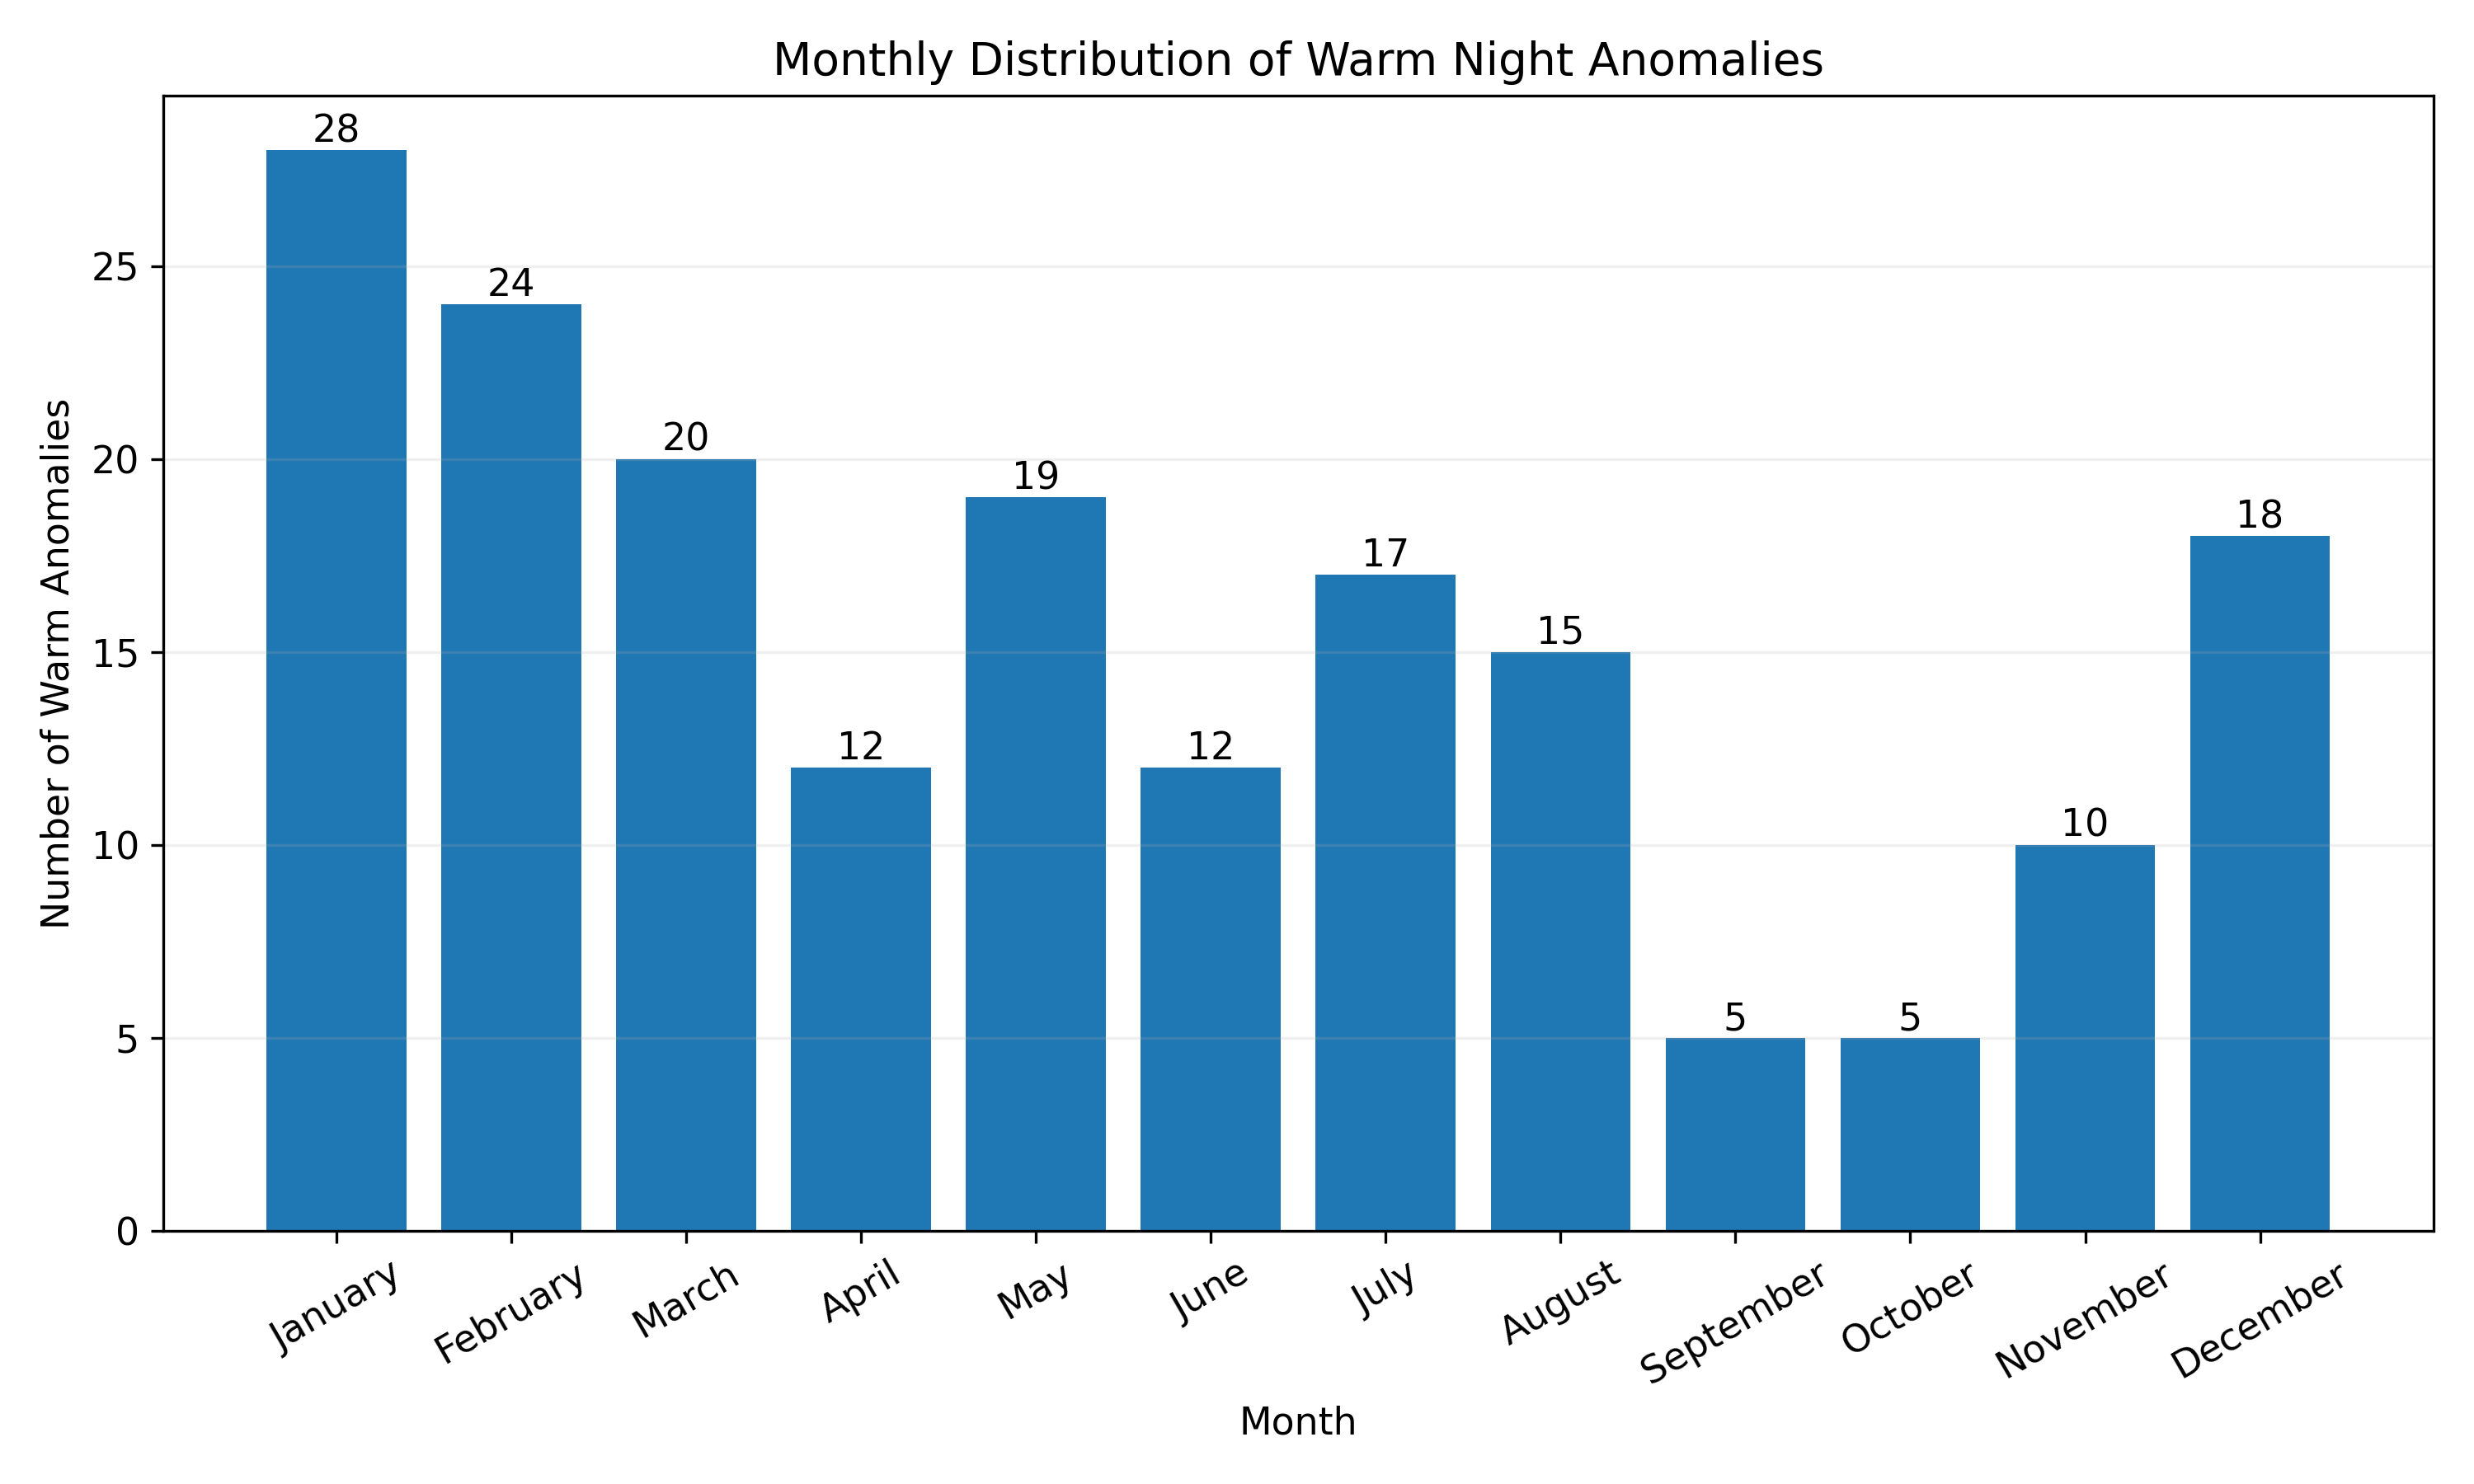 Monthly Distribution of Warm Night Anomalies
Number of Warm Anomalies
25
20
15
10
5
0
28
24
20
12
19
12
17
15
5
5
10
18
January
February
March
April
May
June
July
August
September
October
November
December
Month